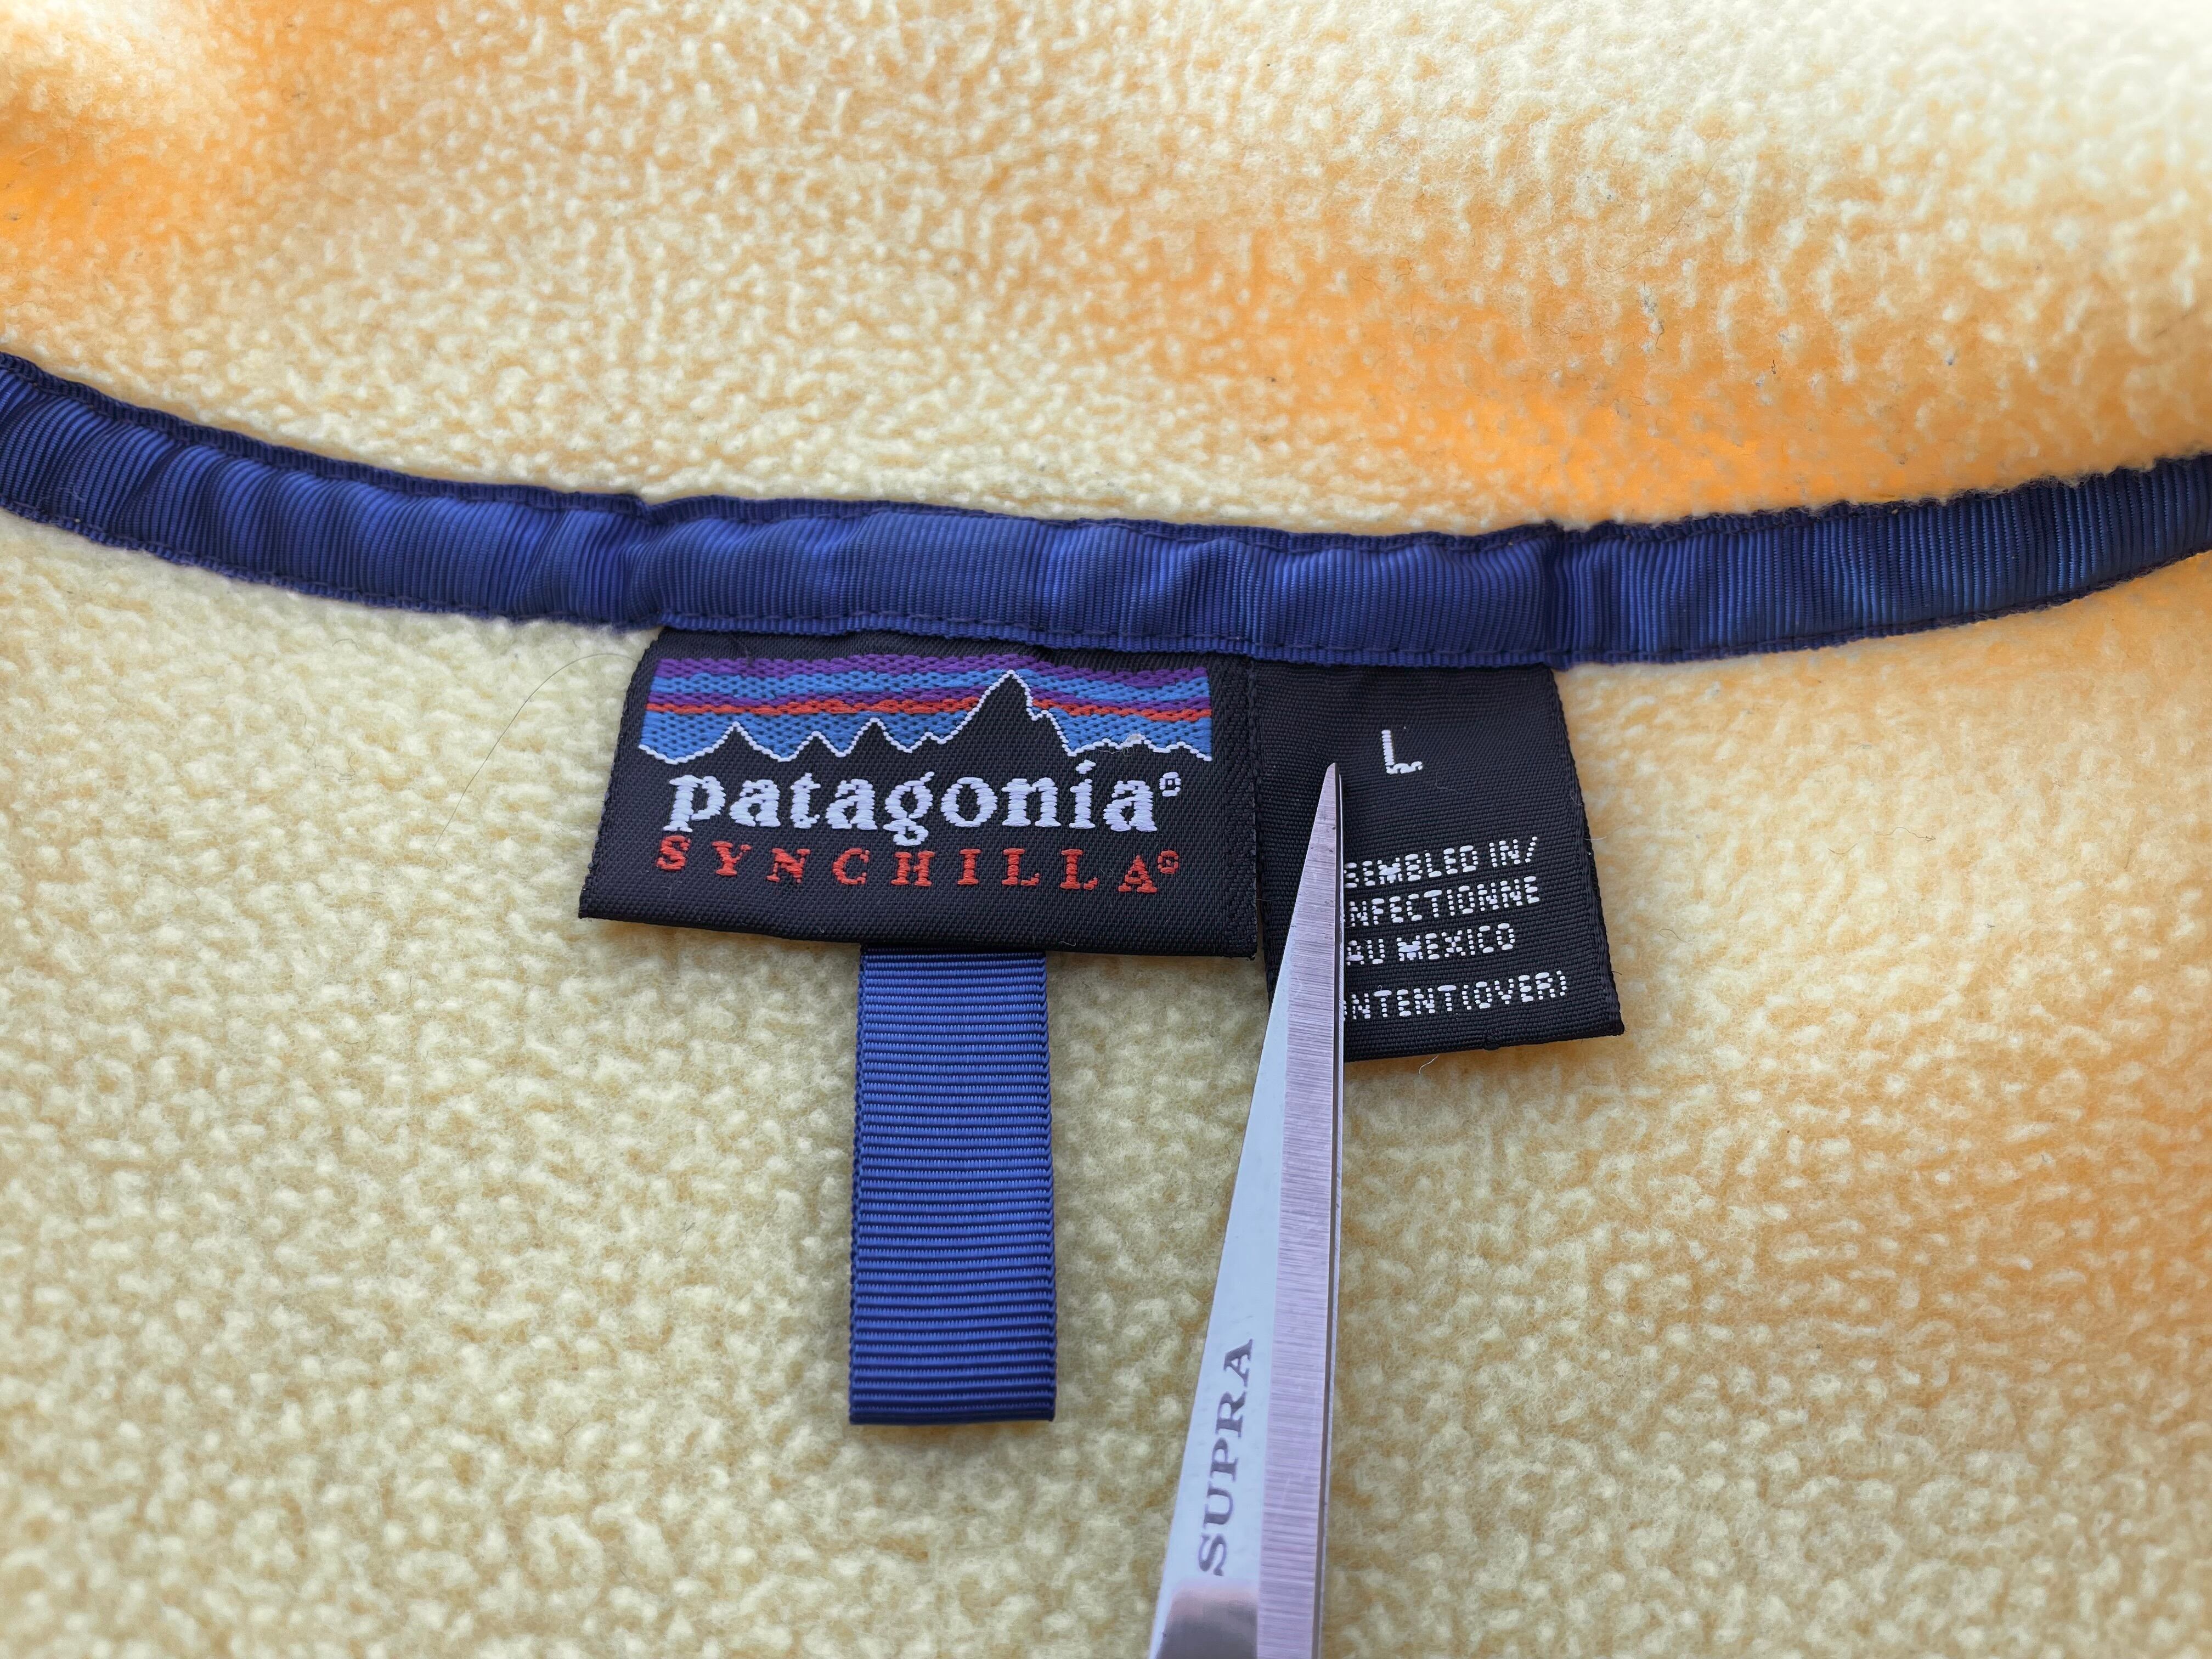 patagonia®
SYNCHILLA®
L
SEMBLED IN/
NFECTIONNE
AU MEXICO
NTENT(OVER)
SUPRA